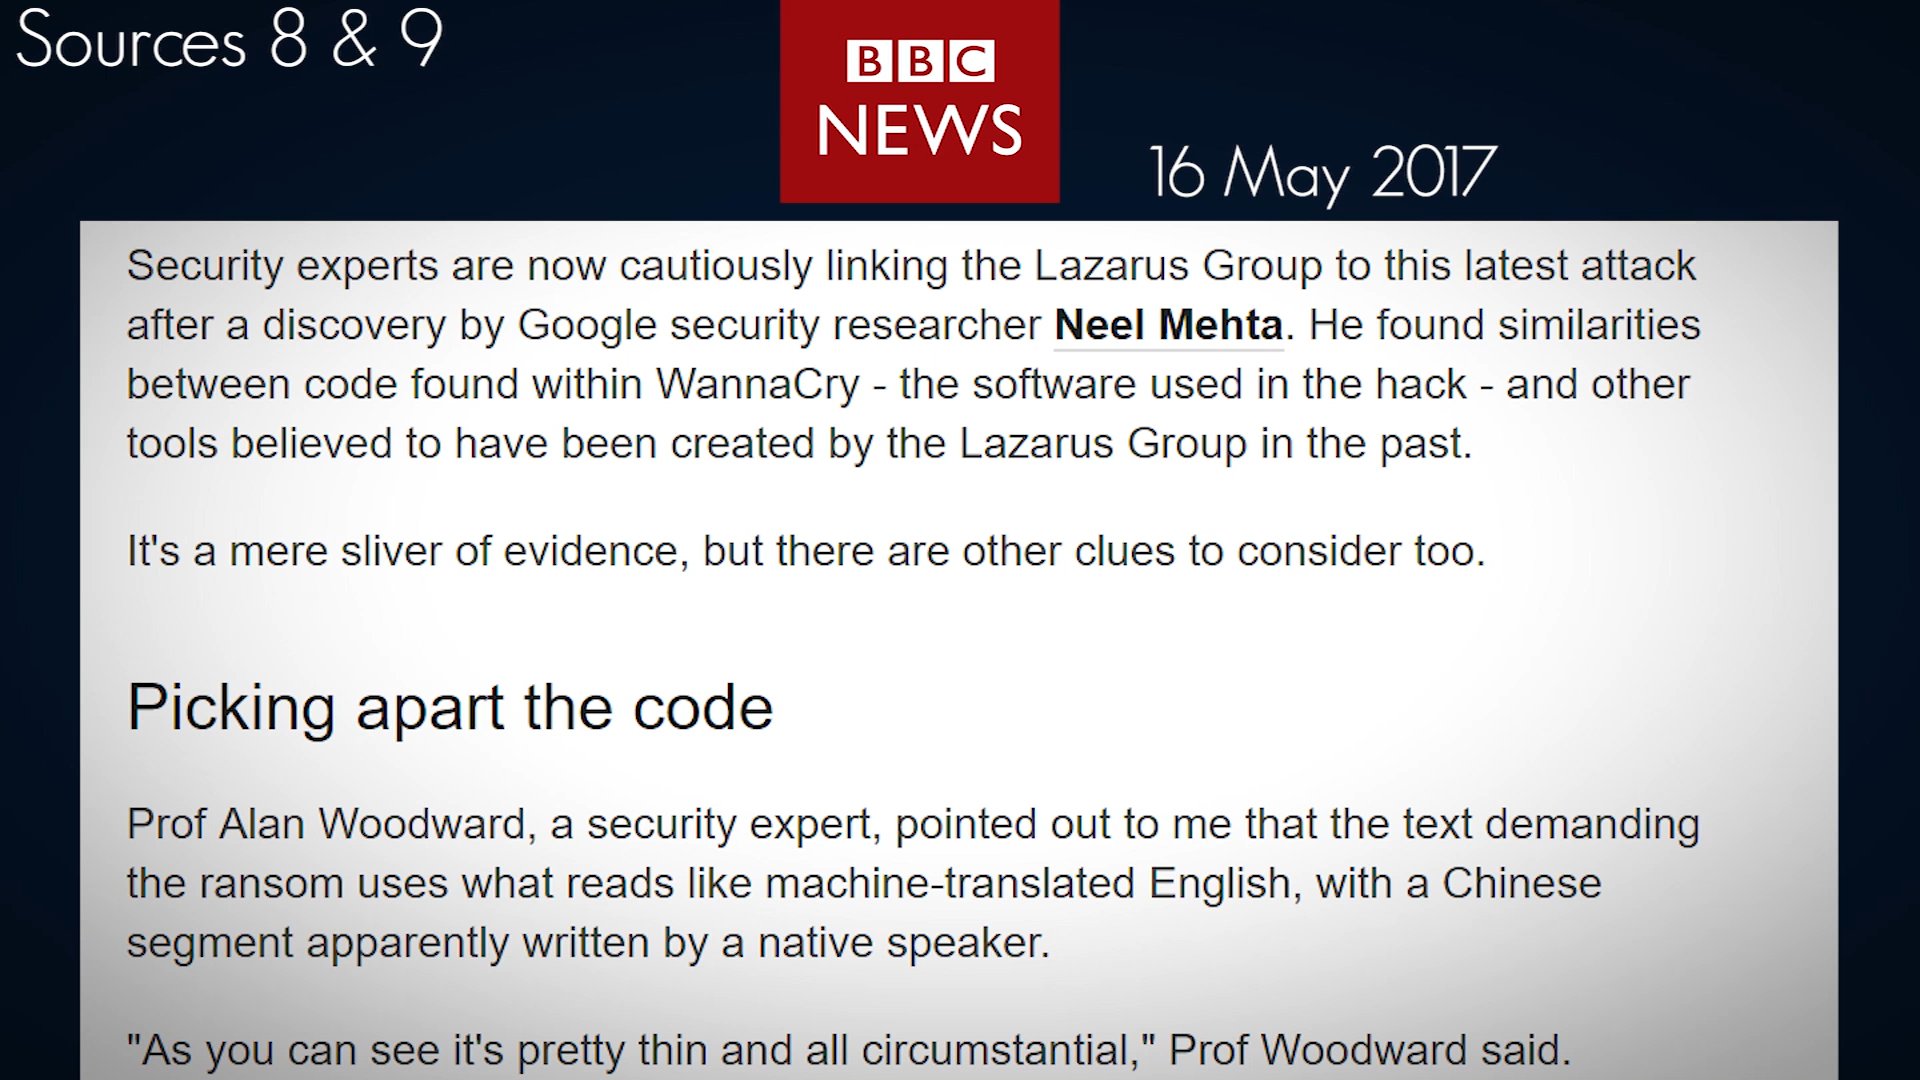 Sources 8 & 9
BBC
NEWS
16 May 2017
Security experts are now cautiously linking the Lazarus Group to this latest attack
after a discovery by Google security researcher Neel Mehta. He found similarities
between code found within WannaCry - the software used in the hack - and other
tools believed to have been created by the Lazarus Group in the past.
It's a mere sliver of evidence, but there are other clues to consider too.
Picking apart the code
Prof Alan Woodward, a security expert, pointed out to me that the text demanding
the ransom uses what reads like machine-translated English, with a Chinese
segment apparently written by a native speaker.
"As you can see it's pretty thin and all circumstantial," Prof Woodward said.